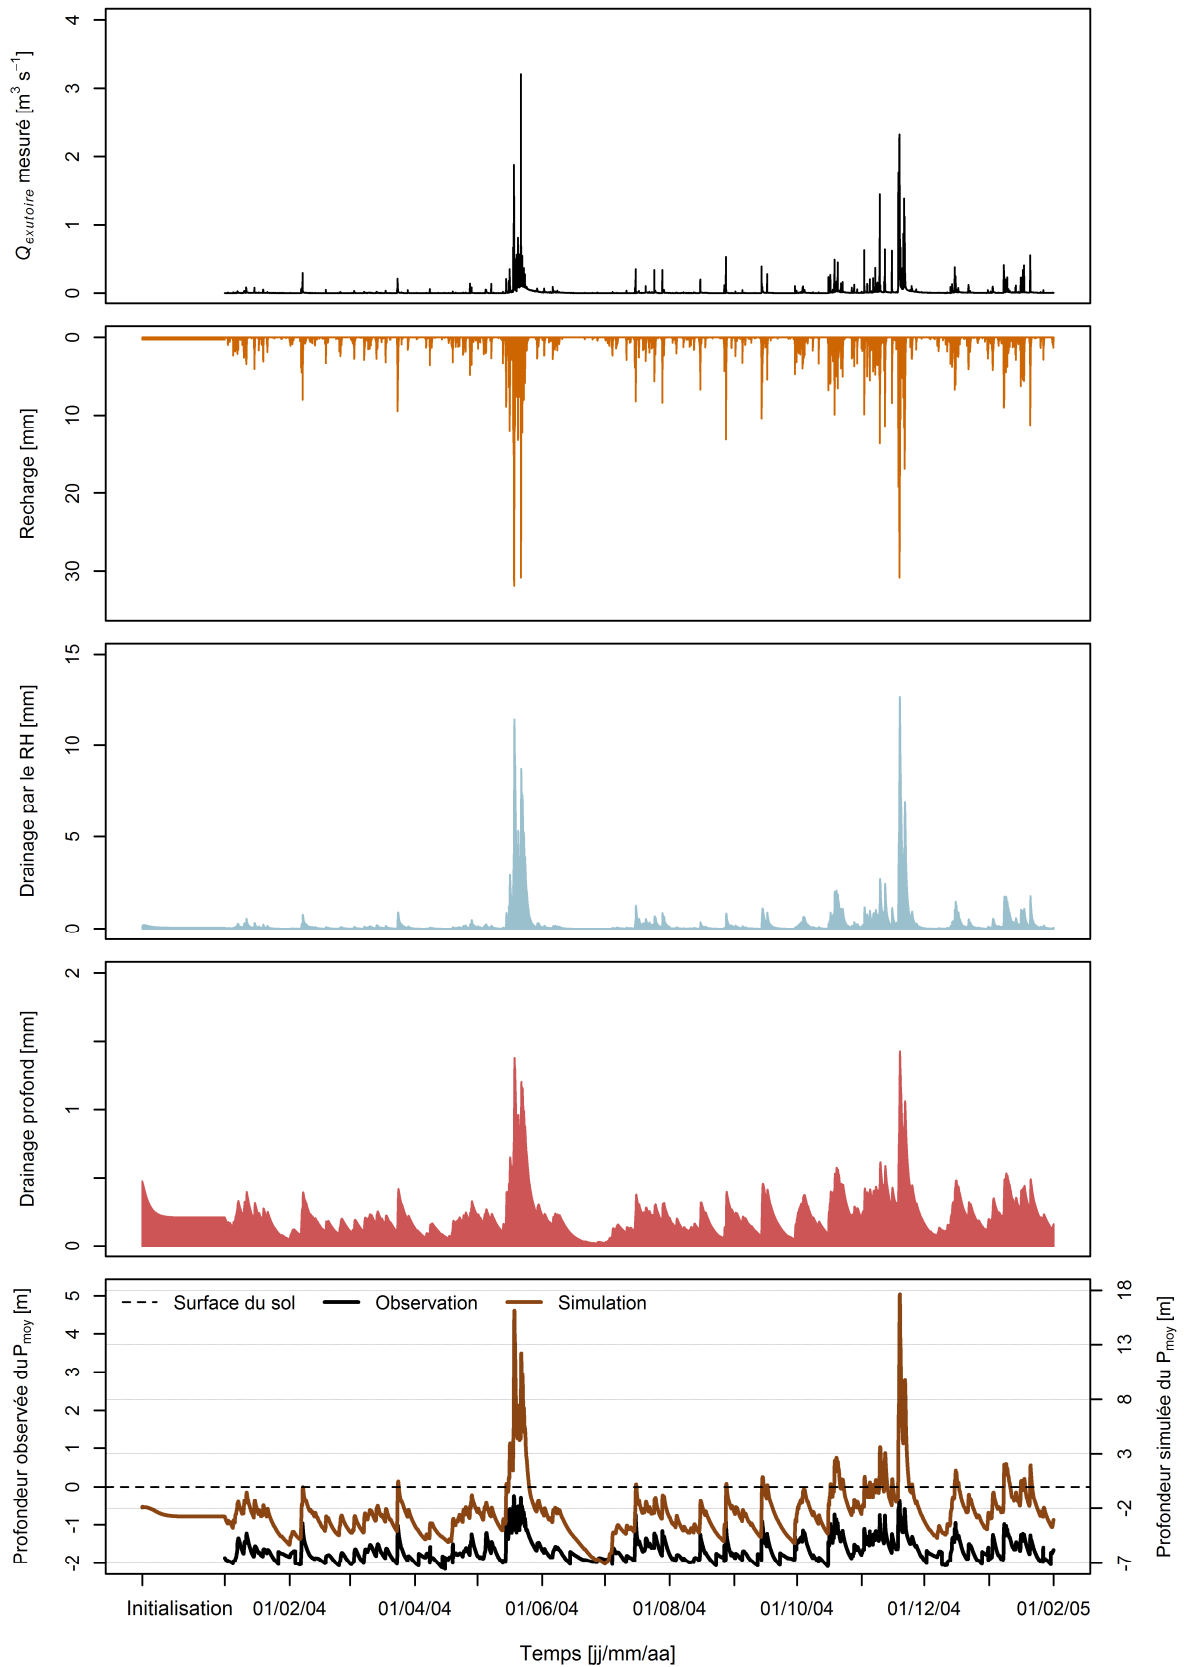 Q exutoire mesuré [m³ s⁻¹]
4
3
2
1
0
Recharge [mm]
0
10
20
30
Drainage par le RH [mm]
15
10
5
0
Drainage profond [mm]
2
1
0
Profondeur observée du Pmoy [m]
5
4
3
2
1
0
-1
-2
Surface du sol
Observation
Simulation
18
13
8
3
-2
-7
Profondeur simulée du Pmoy [m]
Initialisation 01/02/04 01/04/04 01/06/04 01/08/04 01/10/04 01/12/04 01/02/05
Temps [jj/mm/aa]